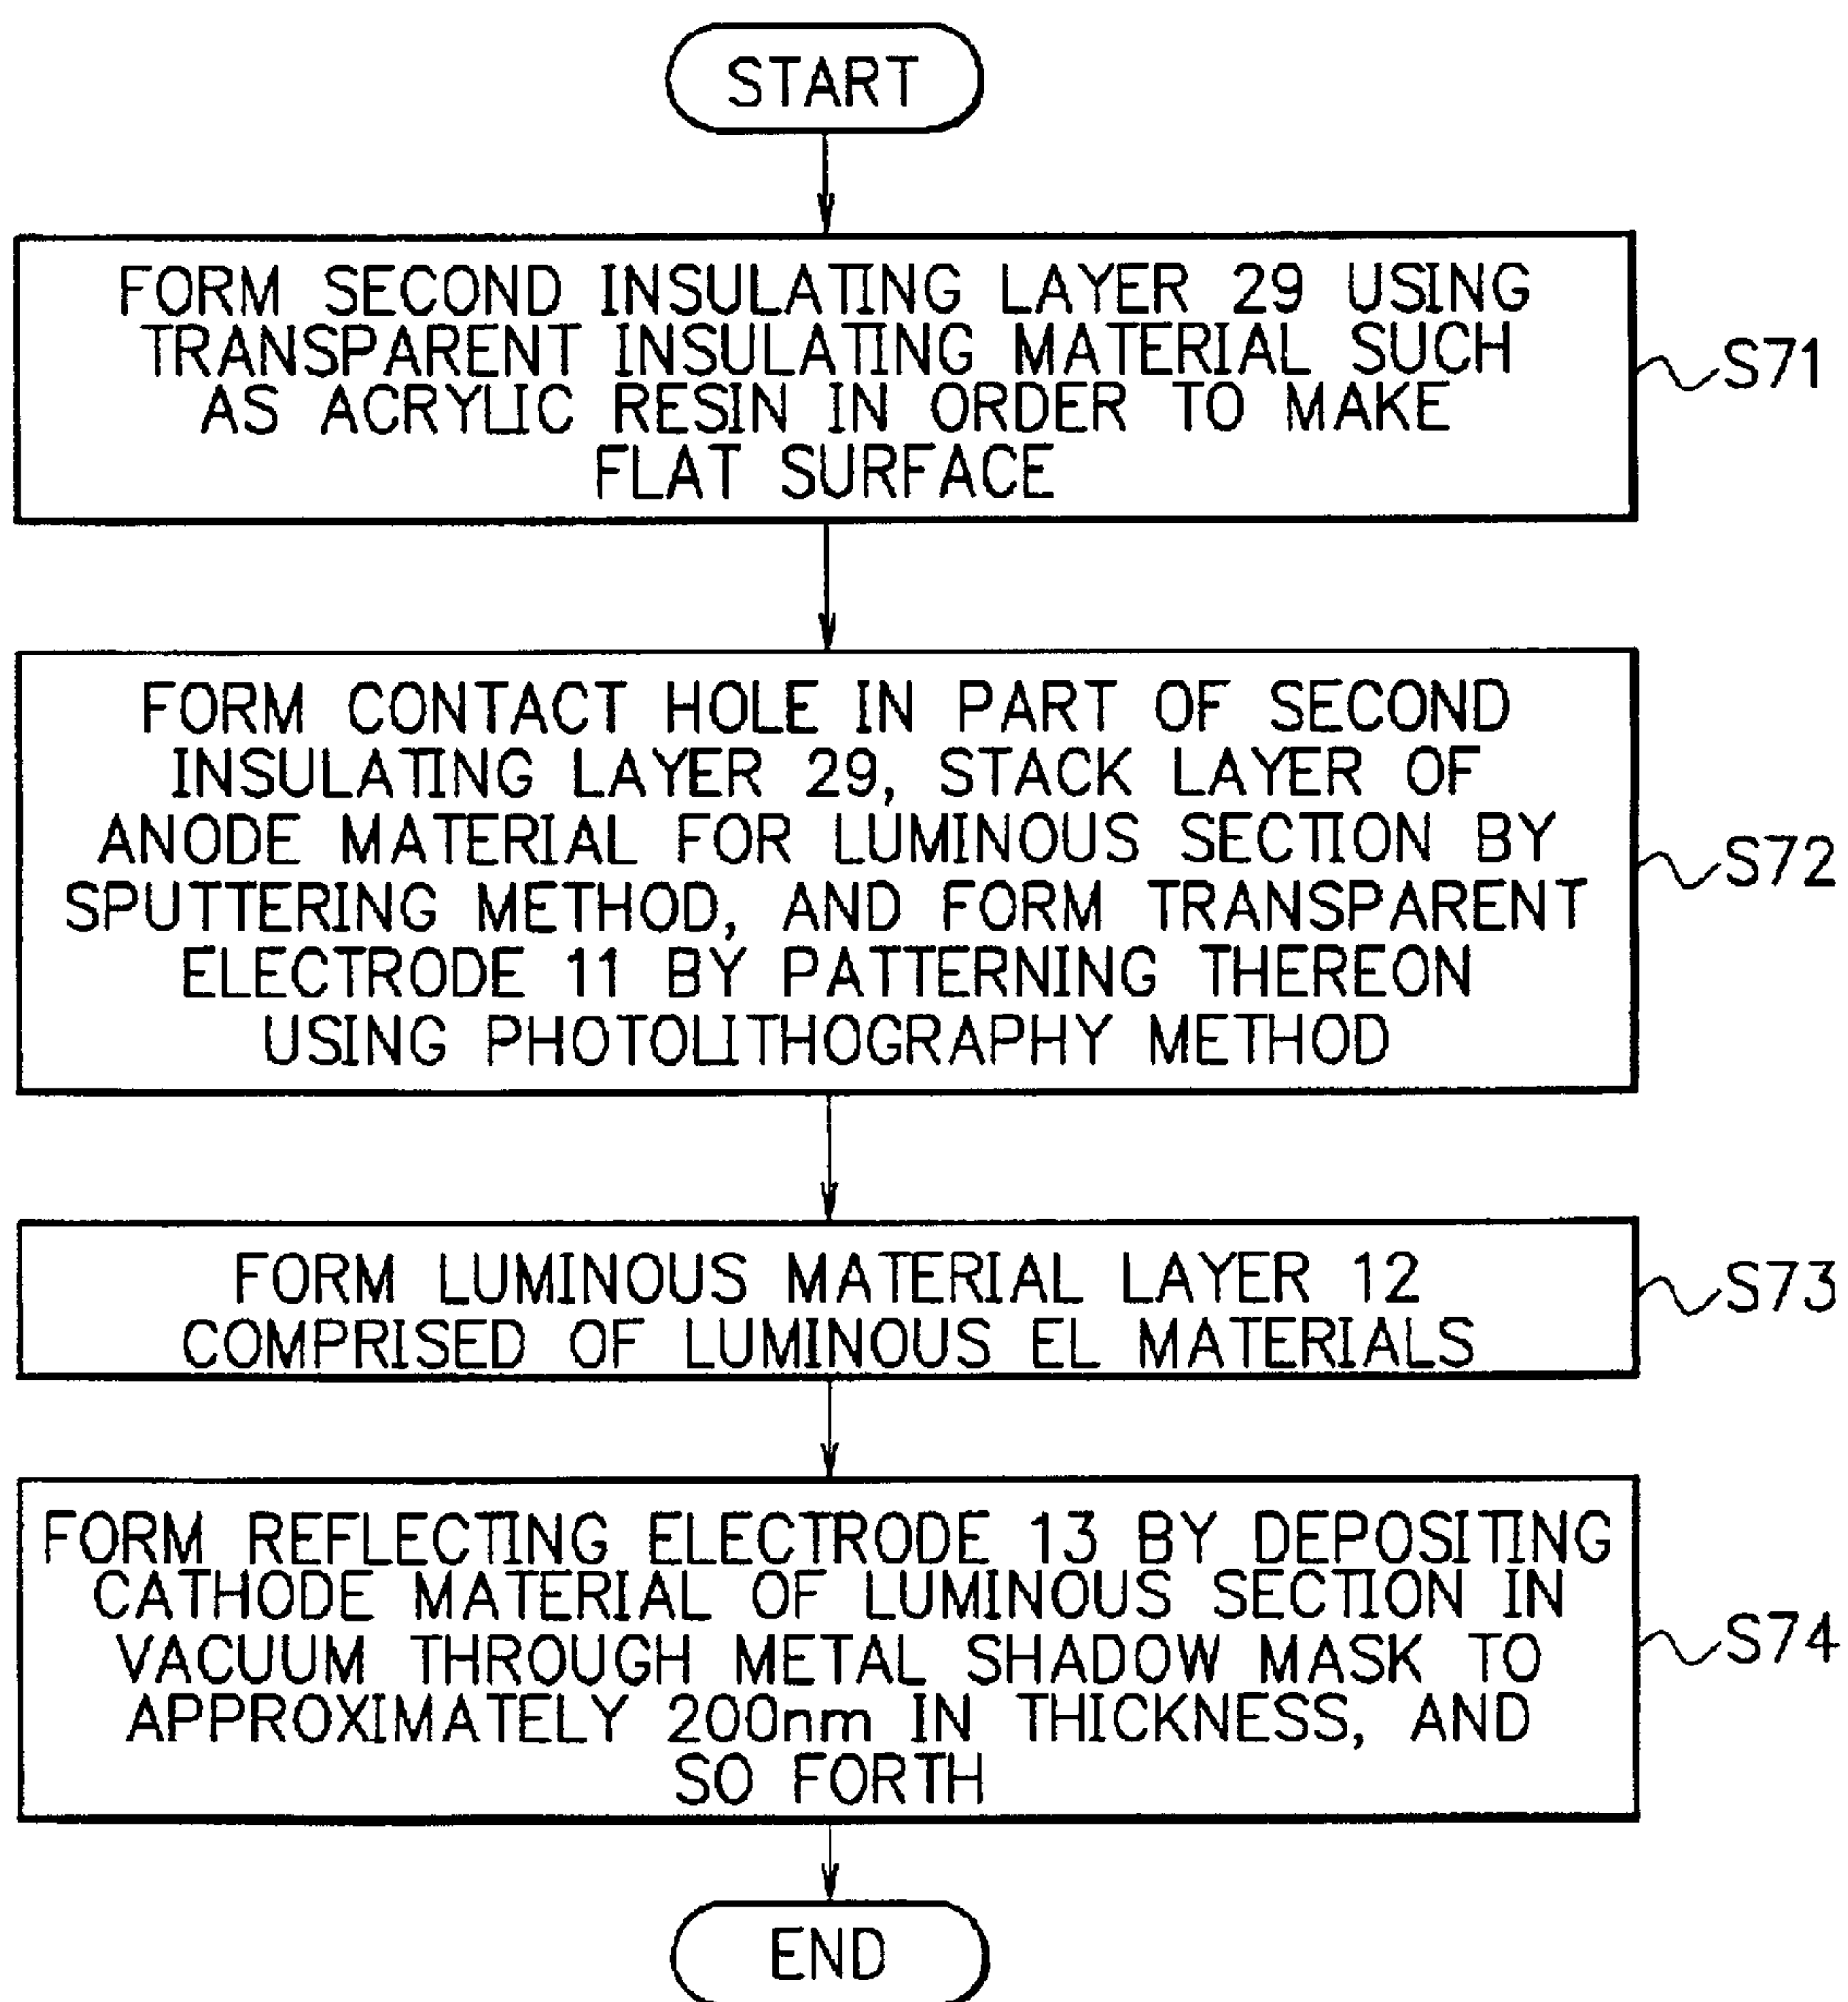 START
FORM SECOND INSULATING LAYER 29 USING
TRANSPARENT INSULATING MATERIAL SUCH
AS ACRYLIC RESIN IN ORDER TO MAKE
FLAT SURFACE
S71
FORM CONTACT HOLE IN PART OF SECOND
INSULATING LAYER 29, STACK LAYER OF
ANODE MATERIAL FOR LUMINOUS SECTION BY
SPUTTERING METHOD, AND FORM TRANSPARENT
ELECTRODE 11 BY PATTERNING THEREON
USING PHOTOLITHOGRAPHY METHOD
S72
FORM LUMINOUS MATERIAL LAYER 12
COMPRISED OF LUMINOUS EL MATERIALS
S73
FORM REFLECTING ELECTRODE 13 BY DEPOSITING
CATHODE MATERIAL OF LUMINOUS SECTION IN
VACUUM THROUGH METAL SHADOW MASK TO
APPROXIMATELY 200nm IN THICKNESS, AND
SO FORTH
S74
END